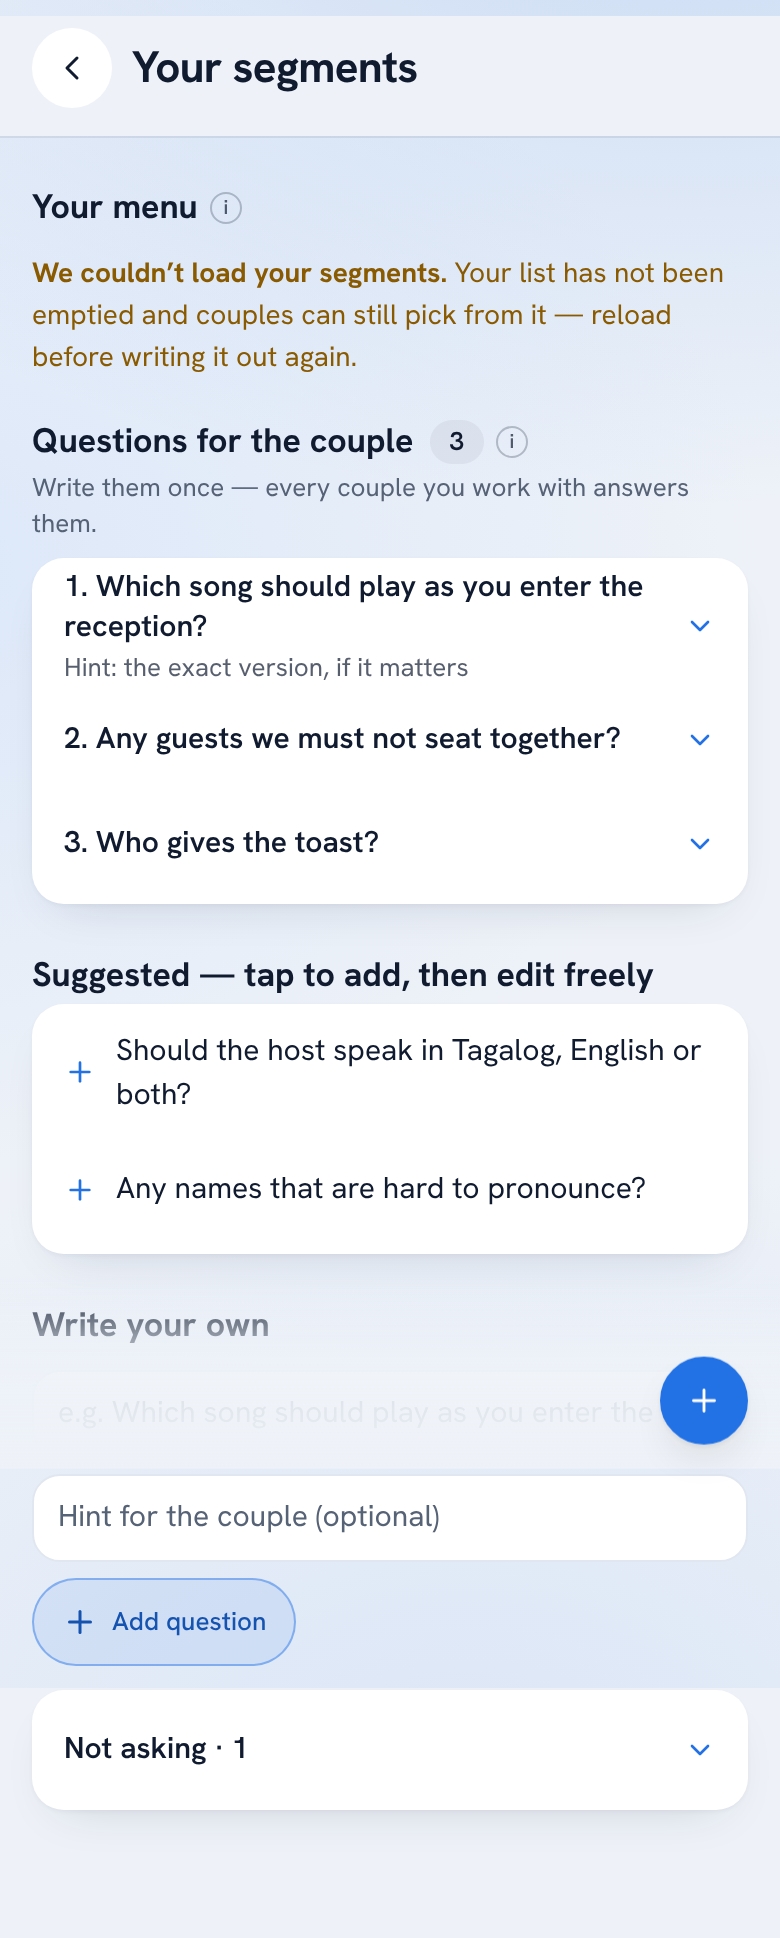 Your segments
Your menu
We couldn’t load your segments. Your list has not been
emptied and couples can still pick from it — reload
before writing it out again.
Questions for the couple 3
Write them once — every couple you work with answers
them.
1. Which song should play as you enter the
reception?
Hint: the exact version, if it matters
2. Any guests we must not seat together?
3. Who gives the toast?
Suggested — tap to add, then edit freely
Should the host speak in Tagalog, English or
both?
Any names that are hard to pronounce?
Write your own
e.g. Which song should play as you enter the
Hint for the couple (optional)
Add question
Not asking · 1